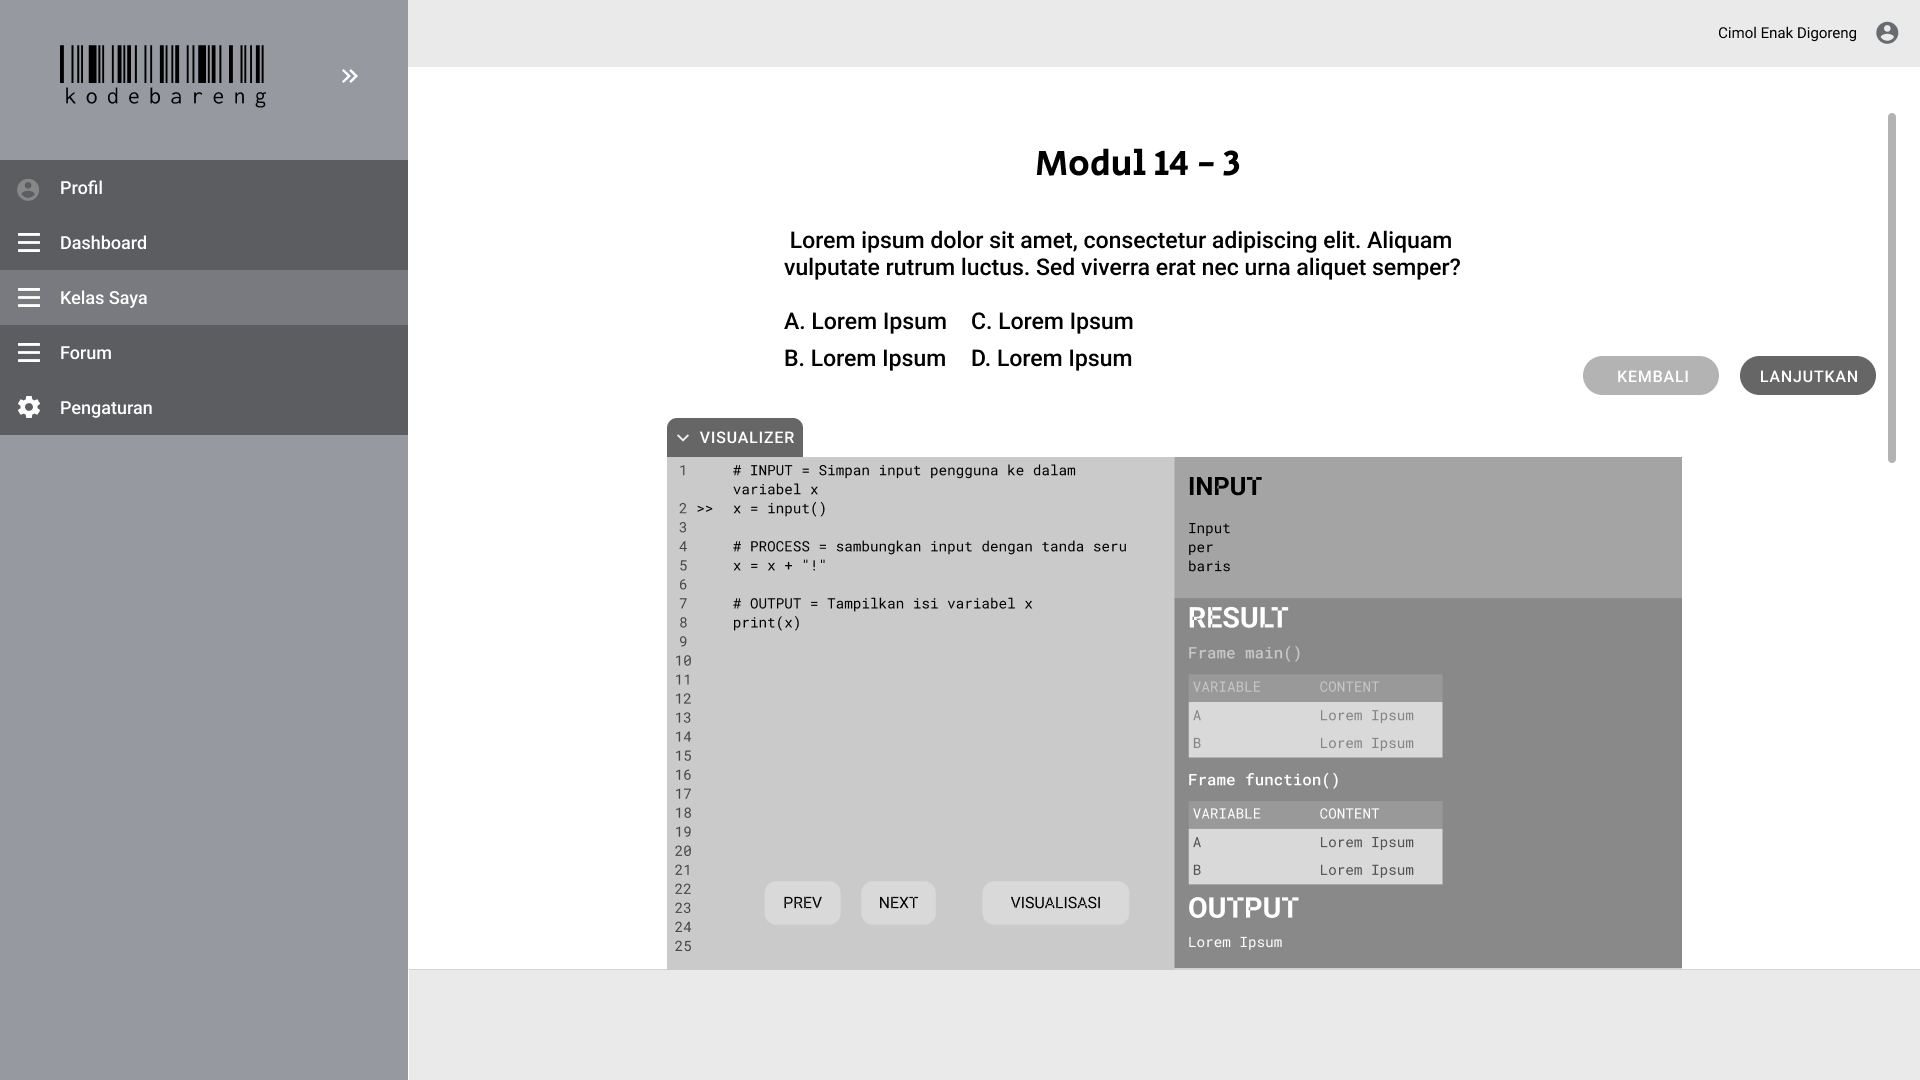 kodebareng
Profil
Dashboard
Kelas Saya
Forum
Pengaturan
Cimol Enak Digoreng
Modul 14 – 3
Lorem ipsum dolor sit amet, consectetur adipiscing elit. Aliquam
vulputate rutrum luctus. Sed viverra erat nec urna aliquet semper?
A. Lorem Ipsum C. Lorem Ipsum
B. Lorem Ipsum D. Lorem Ipsum
KEMBALI
LANJUTKAN
VISUALIZER
1 # INPUT = Simpan input pengguna ke dalam
variabel x
2 >> x = input()
3
4 # PROCESS = sambungkan input dengan tanda seru
5 x = x + "!"
6
7 # OUTPUT = Tampilkan isi variabel x
8 print(x)
9
10
11
12
13
14
15
16
17
18
19
20
21
22
23
24
25
PREV
NEXT
VISUALISASI
INPUT
Input
per
baris
RESULT
Frame main()
VARIABLE CONTENT
A Lorem Ipsum
B Lorem Ipsum
Frame function()
VARIABLE CONTENT
A Lorem Ipsum
B Lorem Ipsum
OUTPUT
Lorem Ipsum